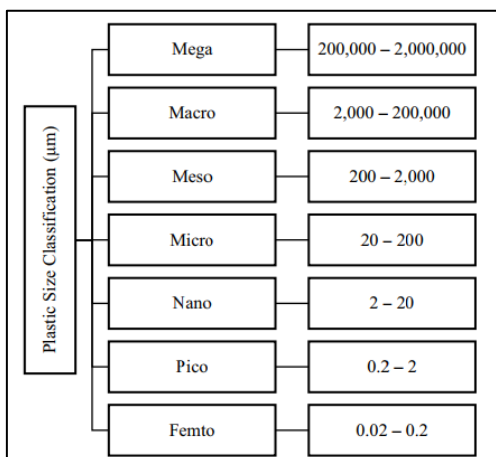 Plastic Size Classification (μm)
Mega
200,000 – 2,000,000
Macro
2,000 – 200,000
Meso
200 – 2,000
Micro
20 – 200
Nano
2 – 20
Pico
0.2 – 2
Femto
0.02 – 0.2